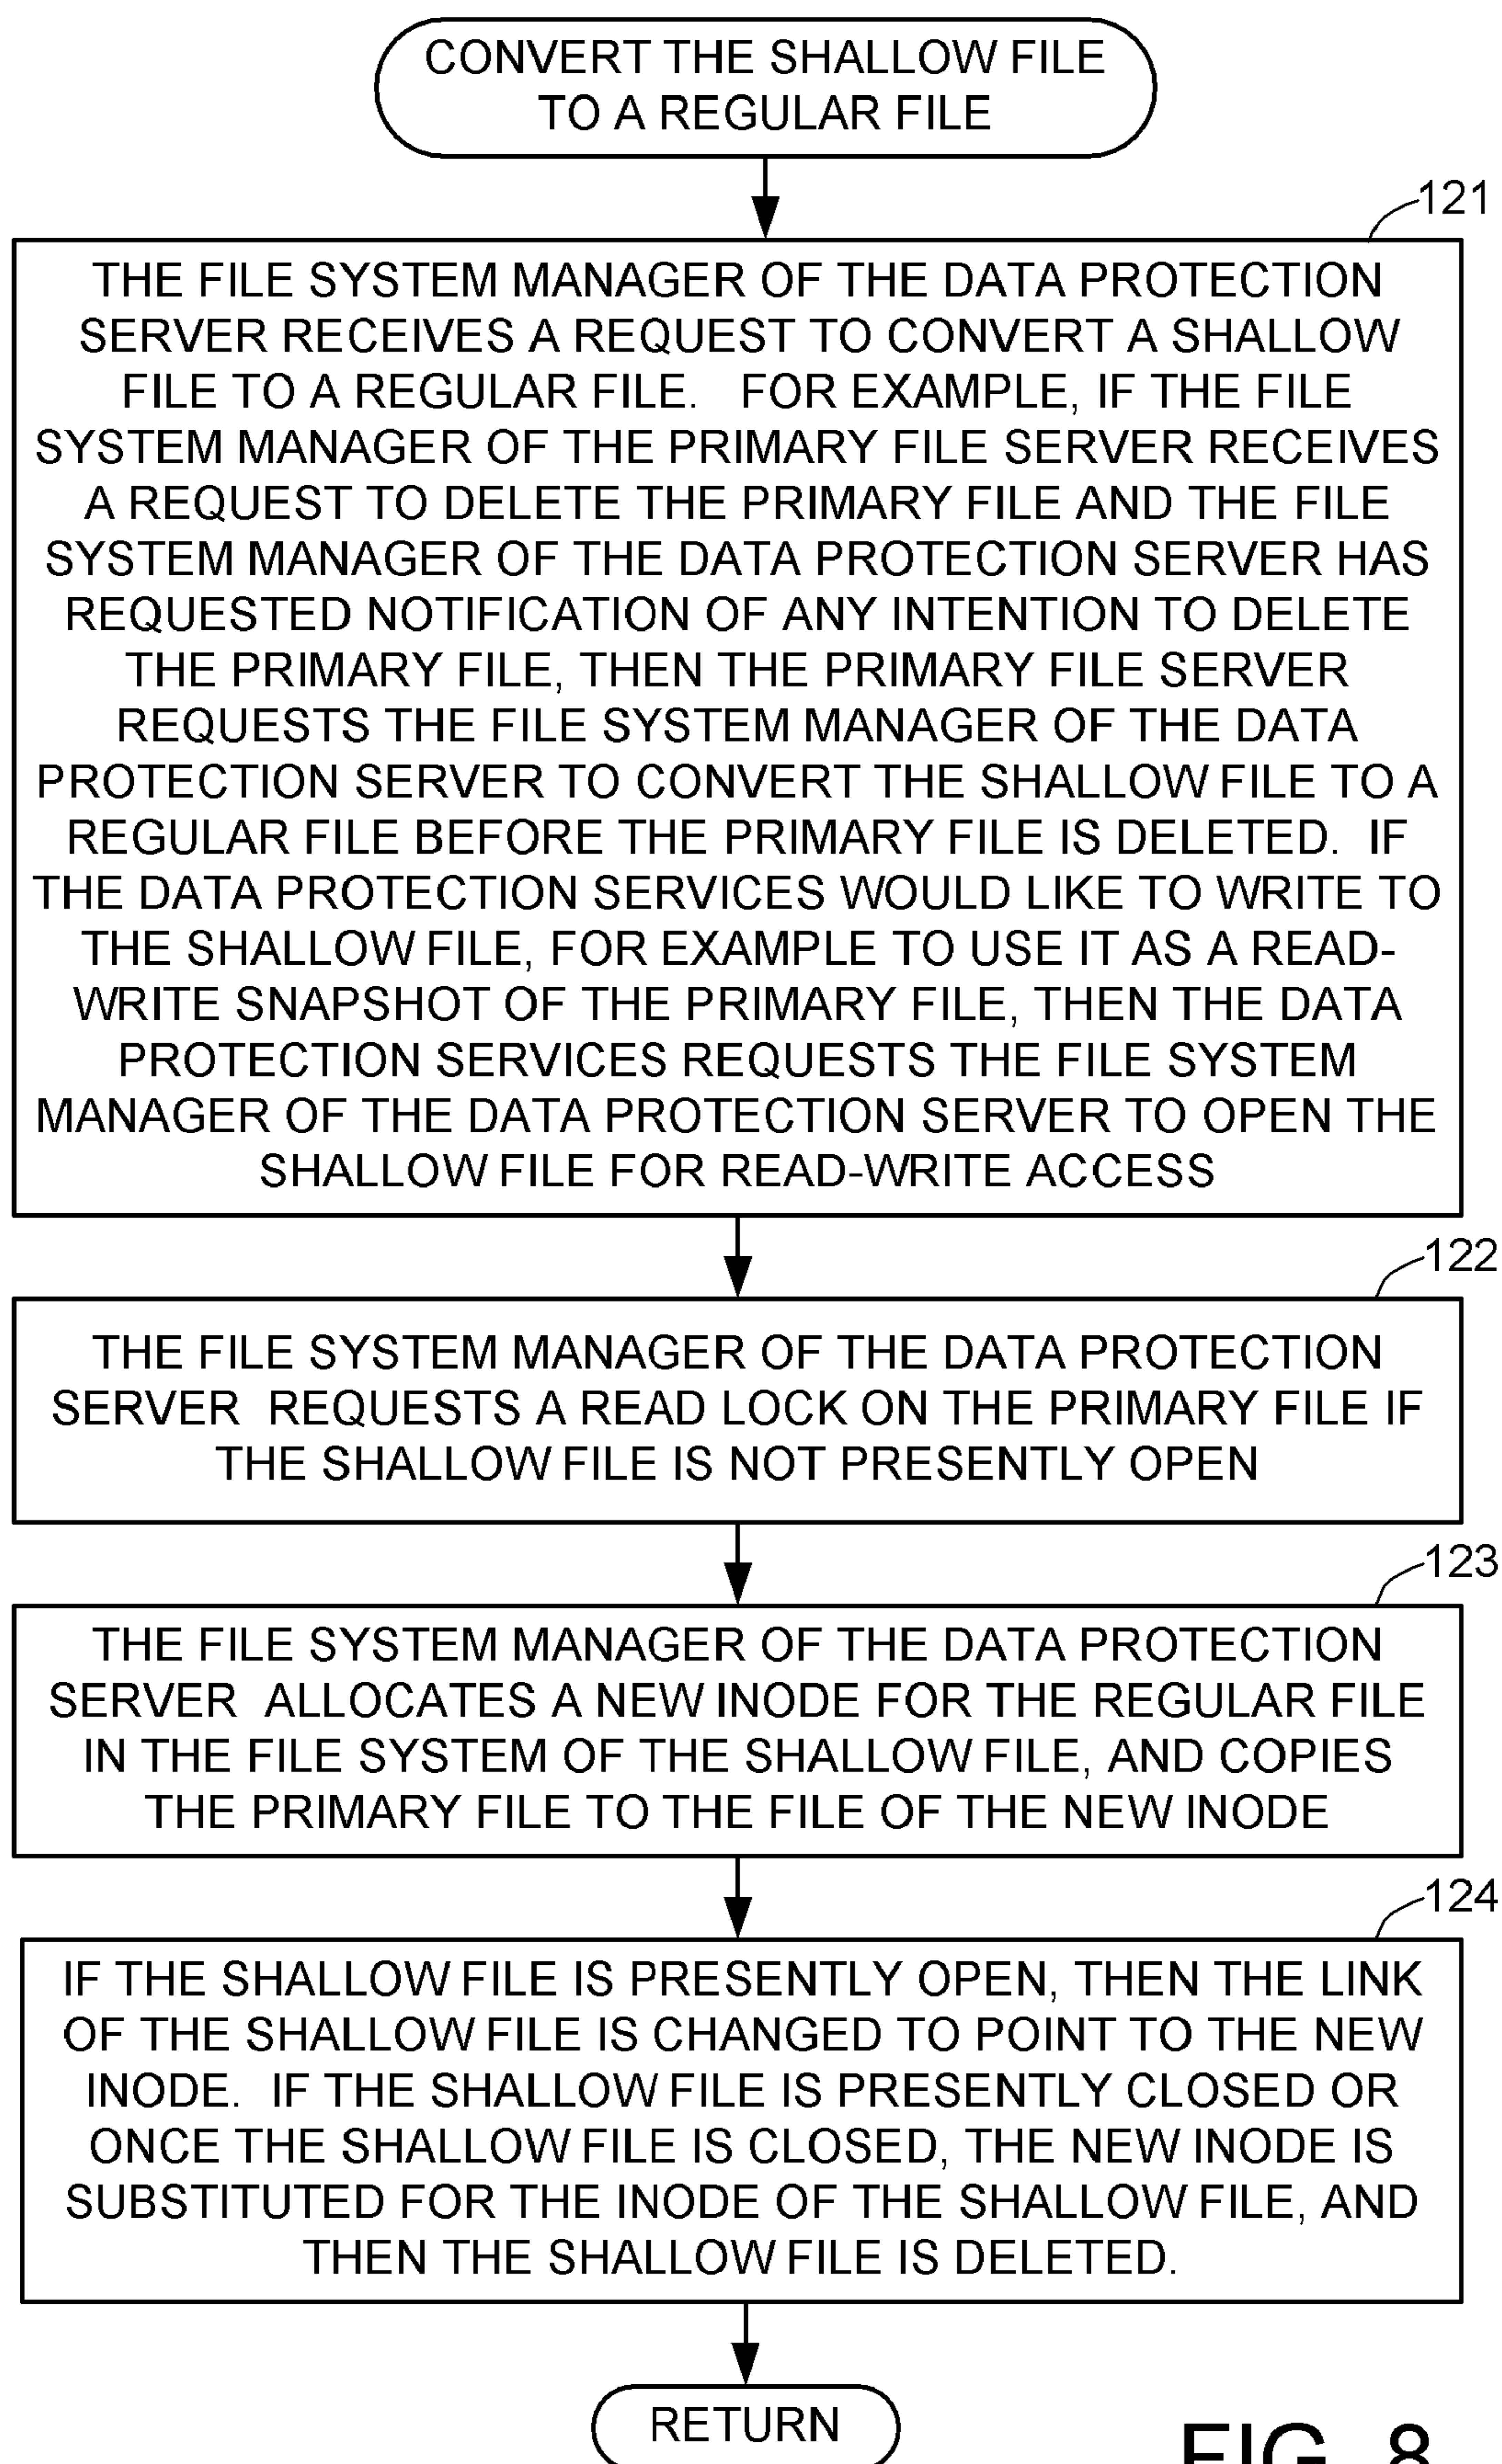 CONVERT THE SHALLOW FILE
TO A REGULAR FILE
121
THE FILE SYSTEM MANAGER OF THE DATA PROTECTION
SERVER RECEIVES A REQUEST TO CONVERT A SHALLOW
FILE TO A REGULAR FILE. FOR EXAMPLE, IF THE FILE
SYSTEM MANAGER OF THE PRIMARY FILE SERVER RECEIVES
A REQUEST TO DELETE THE PRIMARY FILE AND THE FILE
SYSTEM MANAGER OF THE DATA PROTECTION SERVER HAS
REQUESTED NOTIFICATION OF ANY INTENTION TO DELETE
THE PRIMARY FILE, THEN THE PRIMARY FILE SERVER
REQUESTS THE FILE SYSTEM MANAGER OF THE DATA
PROTECTION SERVER TO CONVERT THE SHALLOW FILE TO A
REGULAR FILE BEFORE THE PRIMARY FILE IS DELETED. IF
THE DATA PROTECTION SERVICES WOULD LIKE TO WRITE TO
THE SHALLOW FILE, FOR EXAMPLE TO USE IT AS A READ-
WRITE SNAPSHOT OF THE PRIMARY FILE, THEN THE DATA
PROTECTION SERVICES REQUESTS THE FILE SYSTEM
MANAGER OF THE DATA PROTECTION SERVER TO OPEN THE
SHALLOW FILE FOR READ-WRITE ACCESS
122
THE FILE SYSTEM MANAGER OF THE DATA PROTECTION
SERVER REQUESTS A READ LOCK ON THE PRIMARY FILE IF
THE SHALLOW FILE IS NOT PRESENTLY OPEN
123
THE FILE SYSTEM MANAGER OF THE DATA PROTECTION
SERVER ALLOCATES A NEW INODE FOR THE REGULAR FILE
IN THE FILE SYSTEM OF THE SHALLOW FILE, AND COPIES
THE PRIMARY FILE TO THE FILE OF THE NEW INODE
124
IF THE SHALLOW FILE IS PRESENTLY OPEN, THEN THE LINK
OF THE SHALLOW FILE IS CHANGED TO POINT TO THE NEW
INODE. IF THE SHALLOW FILE IS PRESENTLY CLOSED OR
ONCE THE SHALLOW FILE IS CLOSED, THE NEW INODE IS
SUBSTITUTED FOR THE INODE OF THE SHALLOW FILE, AND
THEN THE SHALLOW FILE IS DELETED.
RETURN
FIG. 8